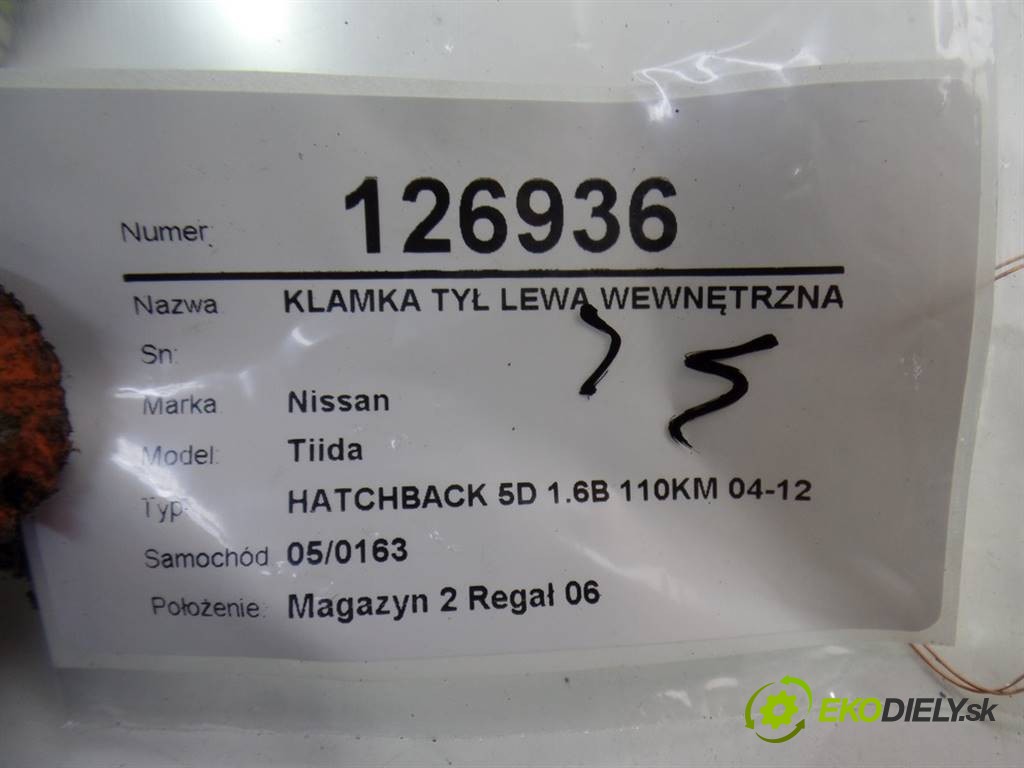 Numer: 126936
Nazwa KLAMKA TYŁ LEWA WEWNĘTRZNA
Sn:
Marka Nissan
Model: Tiida
Typ HATCHBACK 5D 1.6B 110KM 04-12
Samochód 05/0163
Położenie: Magazyn 2 Regał 06
EKODIELY.sk